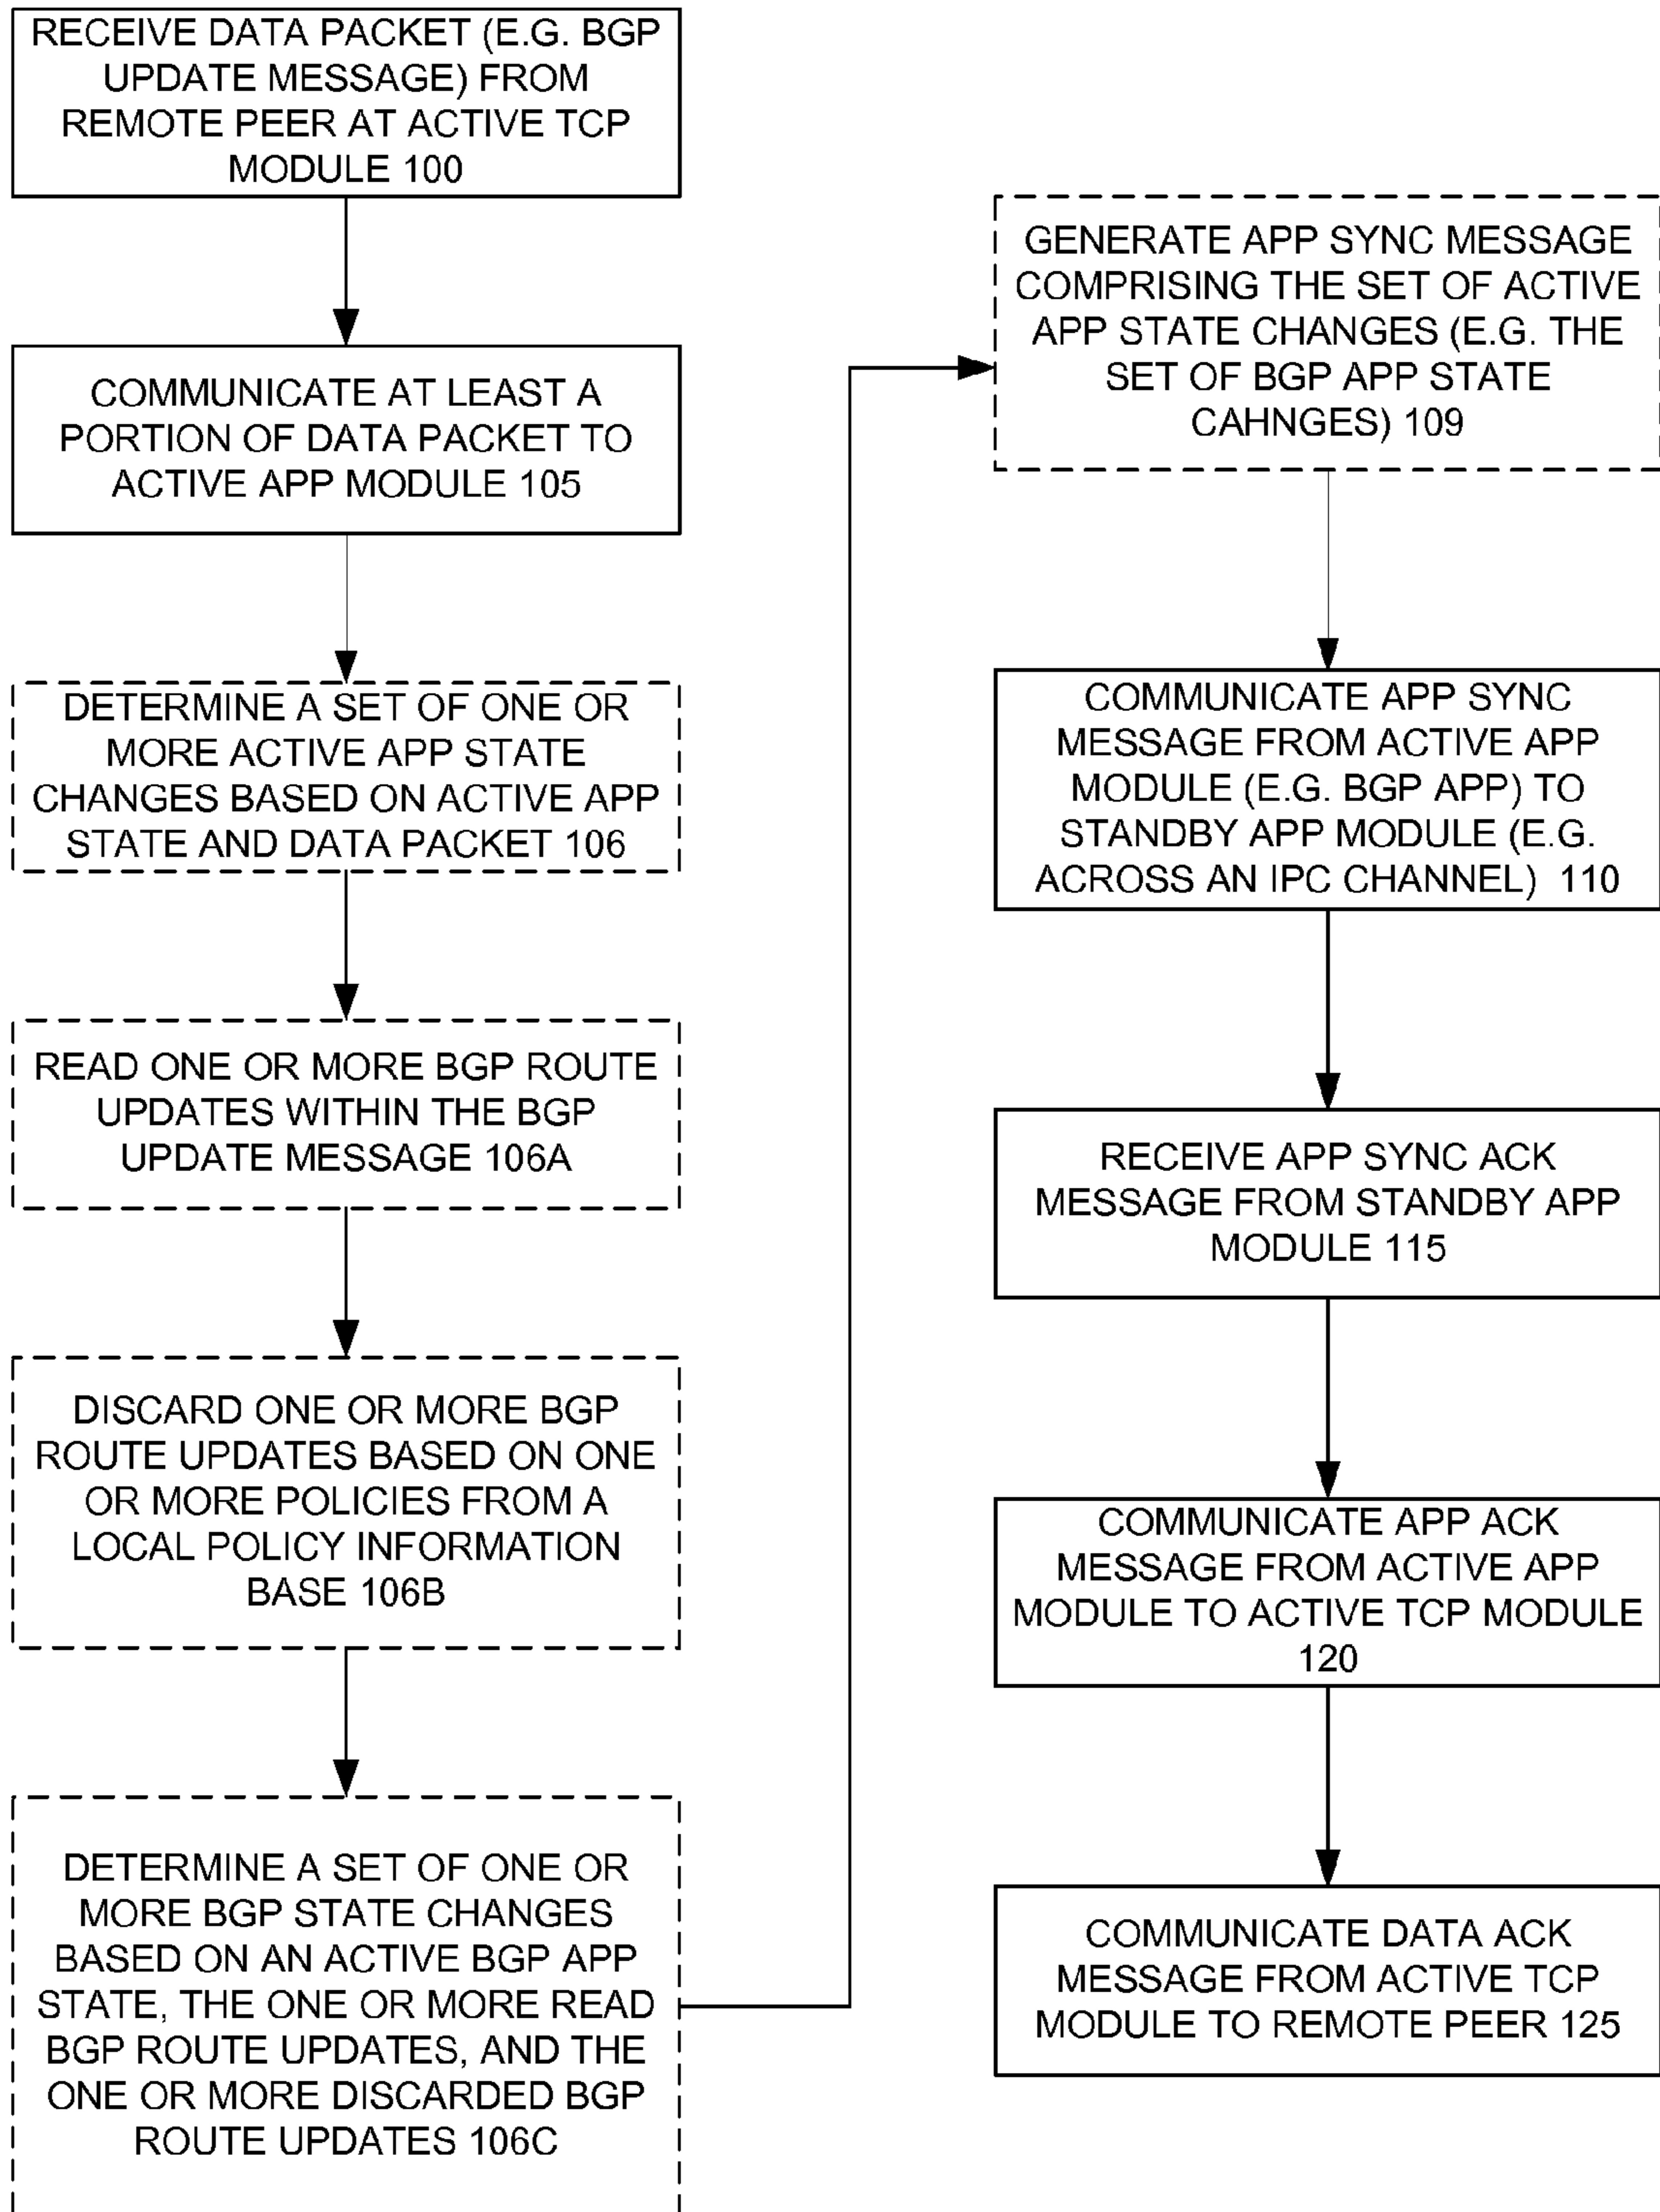 RECEIVE DATA PACKET (E.G. BGP
UPDATE MESSAGE) FROM
REMOTE PEER AT ACTIVE TCP
MODULE 100
COMMUNICATE AT LEAST A
PORTION OF DATA PACKET TO
ACTIVE APP MODULE 105
DETERMINE A SET OF ONE OR
MORE ACTIVE APP STATE
CHANGES BASED ON ACTIVE APP
STATE AND DATA PACKET 106
READ ONE OR MORE BGP ROUTE
UPDATES WITHIN THE BGP
UPDATE MESSAGE 106A
DISCARD ONE OR MORE BGP
ROUTE UPDATES BASED ON ONE
OR MORE POLICIES FROM A
LOCAL POLICY INFORMATION
BASE 106B
DETERMINE A SET OF ONE OR
MORE BGP STATE CHANGES
BASED ON AN ACTIVE BGP APP
STATE, THE ONE OR MORE READ
BGP ROUTE UPDATES, AND THE
ONE OR MORE DISCARDED BGP
ROUTE UPDATES 106C
GENERATE APP SYNC MESSAGE
COMPRISING THE SET OF ACTIVE
APP STATE CHANGES (E.G. THE
SET OF BGP APP STATE
CAHNGES) 109
COMMUNICATE APP SYNC
MESSAGE FROM ACTIVE APP
MODULE (E.G. BGP APP) TO
STANDBY APP MODULE (E.G.
ACROSS AN IPC CHANNEL) 110
RECEIVE APP SYNC ACK
MESSAGE FROM STANDBY APP
MODULE 115
COMMUNICATE APP ACK
MESSAGE FROM ACTIVE APP
MODULE TO ACTIVE TCP MODULE
120
COMMUNICATE DATA ACK
MESSAGE FROM ACTIVE TCP
MODULE TO REMOTE PEER 125